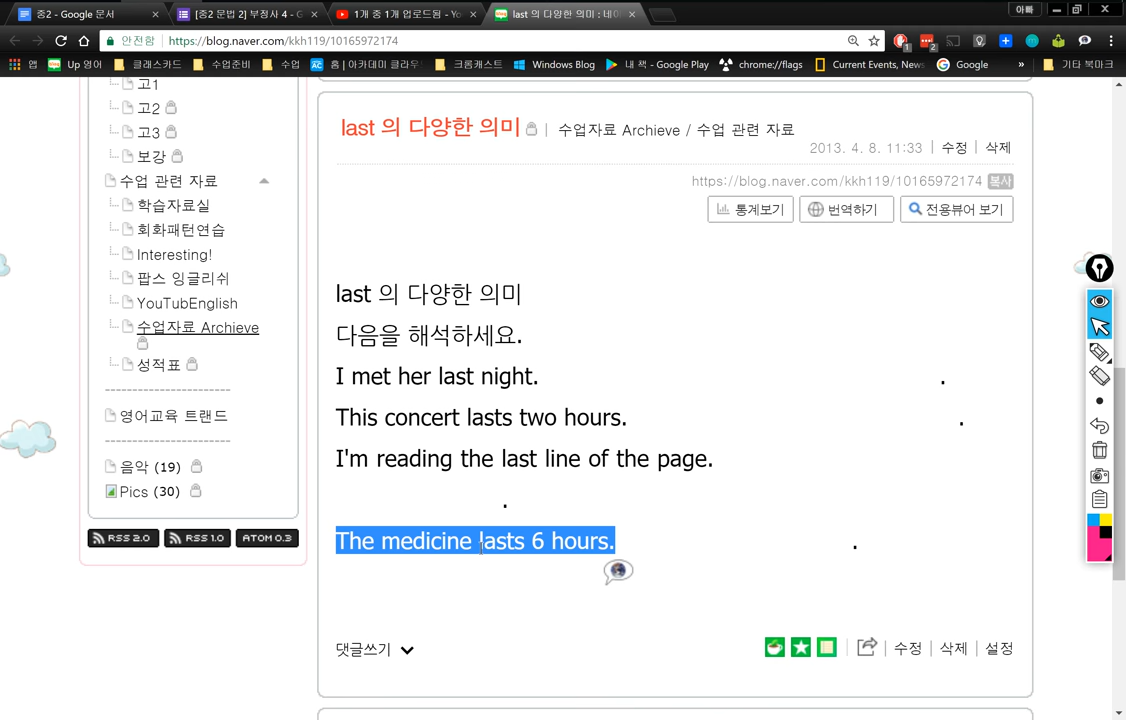 중2 - Google 문서
[중2 문법 2] 부정사 4 - G
1개 중 1개 업로드됨 - Yo
last 의 다양한 의미 : 네이
아빠
안전함
https://blog.naver.com/kkh119/10165972174
1
2
앱
Up 영어
클래스카드
수업준비
수업
홈 | 아카데미 클라우
크롬캐스트
Windows Blog
내 팩 - Google Play
chrome://flags
Current Events, News
Google
»
기타 북마크
고1
고2
고3
보강
수업 관련 자료
학습자료실
회화패턴연습
Interesting!
팝스 잉글리쉬
YouTubEnglish
수업자료 Archieve
성적표
-----------------------
영어교육 트랜드
-----------------------
음악 (19)
Pics (30)
RSS 2.0
RSS 1.0
ATOM 0.3
last 의 다양한 의미 | 수업자료 Archieve / 수업 관련 자료
2013. 4. 8. 11:33 | 수정 | 삭제
https://blog.naver.com/kkh119/10165972174 복사
통계보기
번역하기
전용뷰어 보기
last 의 다양한 의미
다음을 해석하세요.
I met her last night. .
This concert lasts two hours. .
I'm reading the last line of the page.
.
The medicine lasts 6 hours. .
댓글쓰기
수정 | 삭제 | 설정